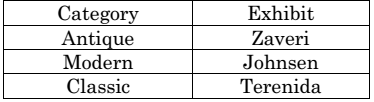 Category Exhibit
Antique Zaveri
Modern Johnsen
Classic Terenida